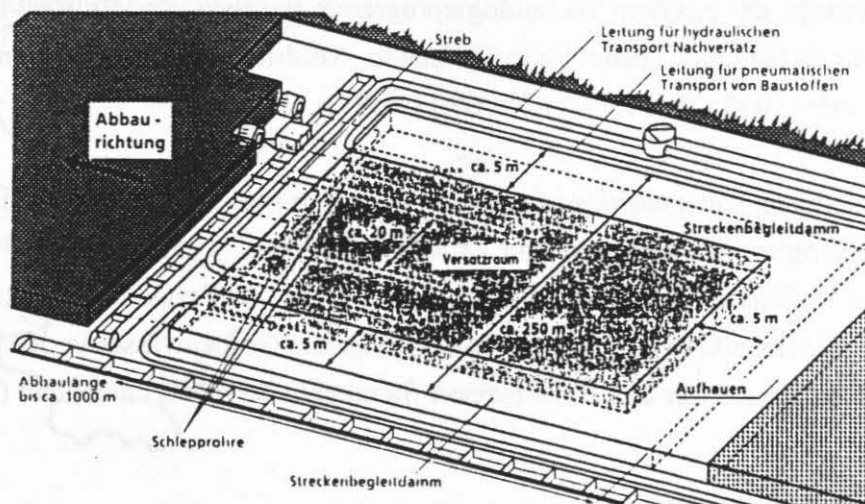 Streb
Leitung für hydraulischen
Transport Nachversatz
Leitung für pneumatischen
Transport von Baustoffen
Abbau-
richtung
ca. 5 m
Streckenbegleitdamm
ca. 20 m
Versatzraum
ca. 250 m
ca. 5 m
ca. 5 m
Aufhauen
Abbaulänge
bis ca. 1000 m
Schlepprohre
Streckenbegleitdamm